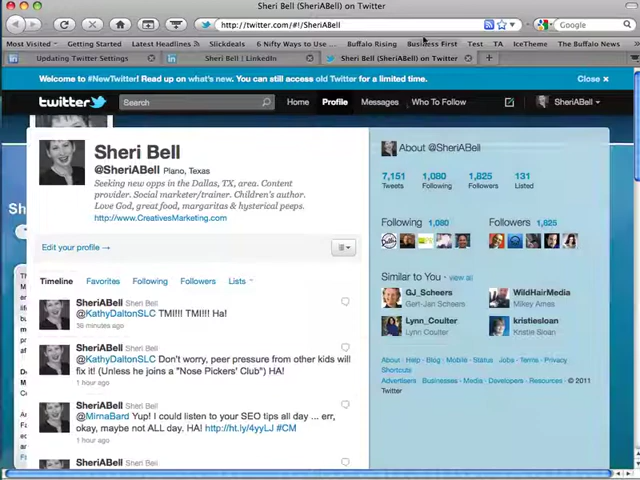 Sheri Bell (SheriABell) on Twitter
http://twitter.com/#!/SheriABell
Google
Most Visited Getting Started Latest Headlines Slickdeals 6 Nifty Ways to Use ... Buffalo Rising Business First Test TA IceTheme The Buffalo News
Updating Twitter Settings Sheri Bell | LinkedIn Sheri Bell (SheriABell) on Twitter
Welcome to #NewTwitter! Read up on what's new. You can still access old Twitter for a limited time. Close
twitter Search Home Profile Messages Who To Follow SheriABell
Sheri Bell
@SheriABell Plano, Texas
Seeking new opps in the Dallas, TX, area. Content
provider. Social marketer/trainer. Children's author.
Love God, great food, margaritas & hysterical peeps.
http://www.CreativesMarketing.com
Edit your profile →
Timeline Favorites Following Followers Lists
SheriABell Sheri Bell
@KathyDaltonSLC TMI!!! TMI!!! Ha!
36 minutes ago
SheriABell Sheri Bell
@KathyDaltonSLC Don't worry, peer pressure from other kids will
fix it! (Unless he joins a "Nose Pickers' Club") HA!
1 hour ago
SheriABell Sheri Bell
@MirnaBard Yup! I could listen to your SEO tips all day ... err,
okay, maybe not ALL day. HA! http://ht.ly/4yyLJ #CM
1 hour ago
SheriABell Sheri Bell
About @SheriABell
7,151 1,080 1,825 131
Tweets Following Followers Listed
Following 1,080 Followers 1,825
Similar to You · view all
GJ_Scheers WildHairMedia
Gert-Jan Scheers Mikey Ames
Lynn_Coulter kristiesloan
Lynn Coulter Kristie Sloan
About · Help · Blog · Mobile · Status · Jobs · Terms · Privacy
Shortcuts
Advertisers · Businesses · Media · Developers · Resources · © 2011
Twitter